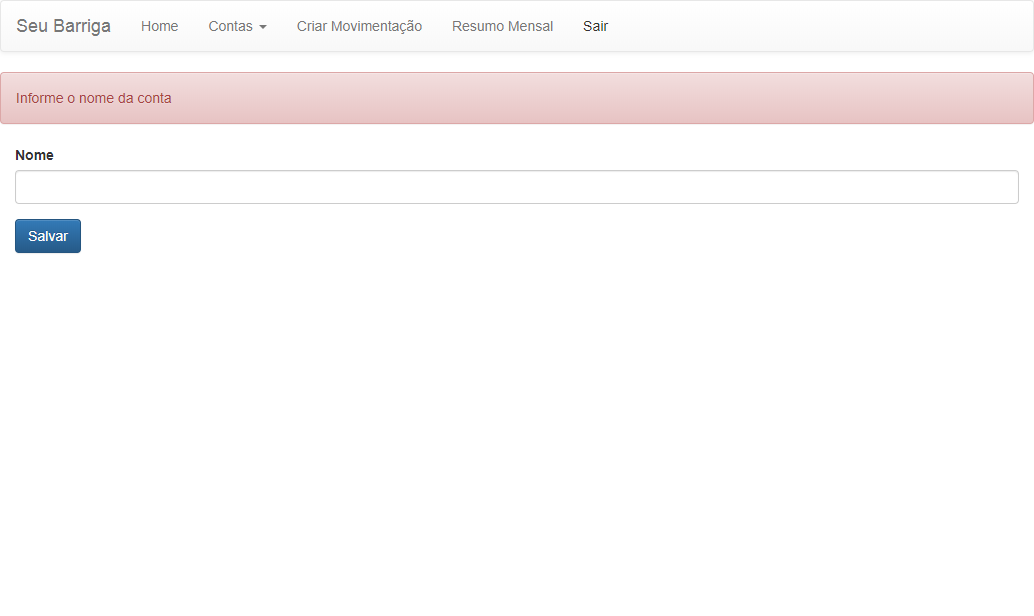 Seu Barriga Home Contas Criar Movimentação Resumo Mensal Sair
Informe o nome da conta
Nome
Salvar